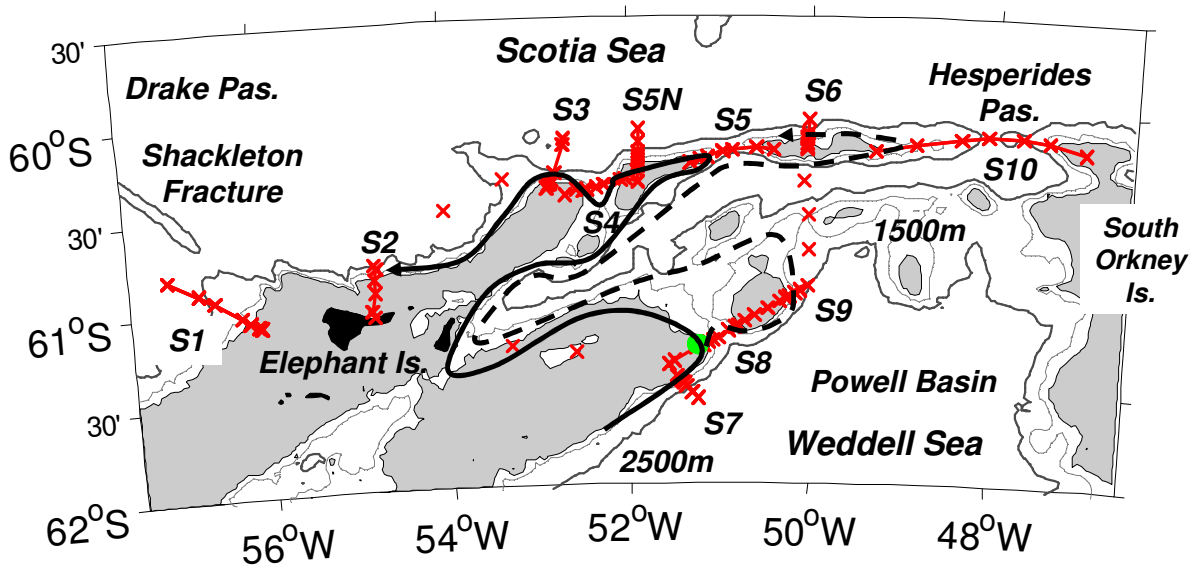 30'
Scotia Sea
Drake Pas.
Hesperides
Pas.
S3
S5N
S5
S6
60°S
Shackleton
Fracture
S10
30'
S2
S4
1500m
South
Orkney
Is.
S1
61°S
Elephant Is.
S9
S8
Powell Basin
30'
S7
2500m
Weddell Sea
62°S
56°W
54°W
52°W
50°W
48°W